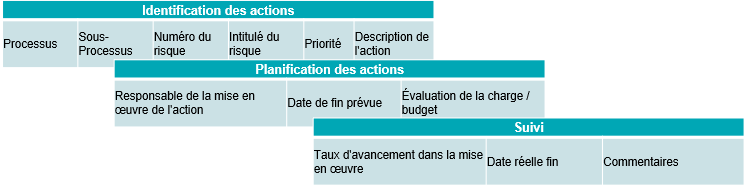 Identification des actions
Processus
Sous-
Processus
Numéro du
risque
Intitulé du
risque
Priorité
Description de
l'action
Planification des actions
Responsable de la mise en
œuvre de l'action
Date de fin prévue
Évaluation de la charge /
budget
Suivi
Taux d'avancement dans la mise
en œuvre
Date réelle fin
Commentaires